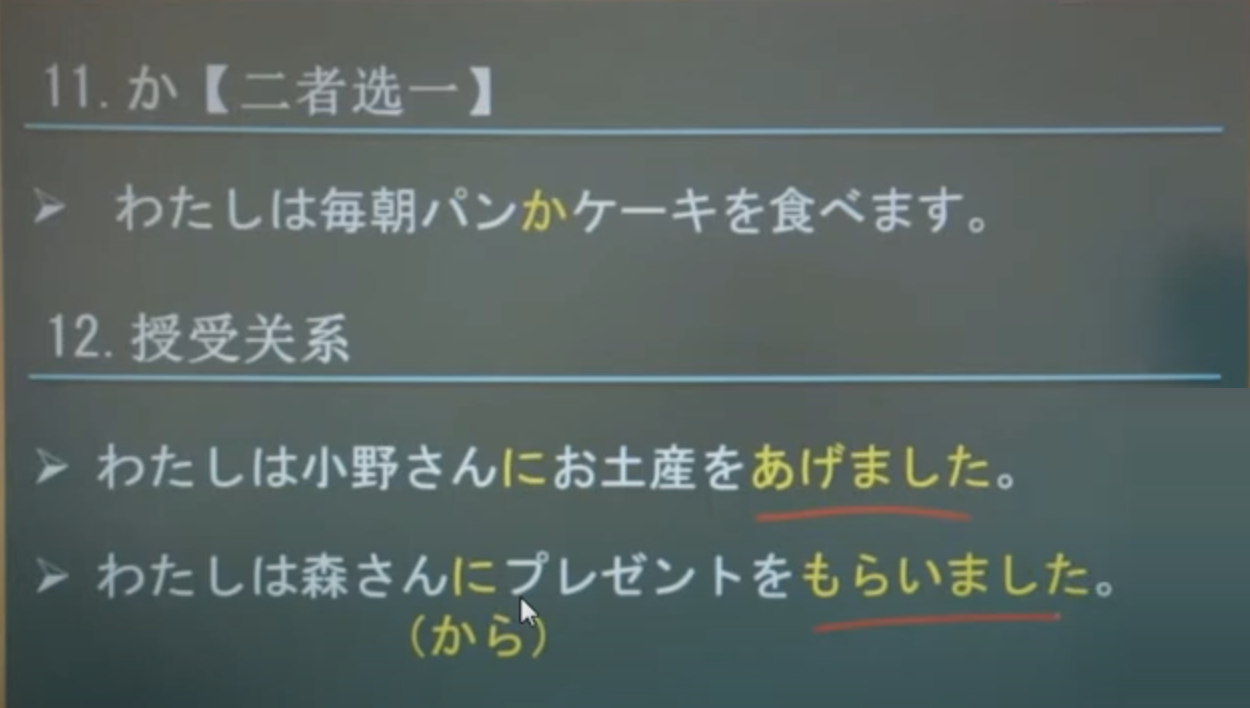 11.か【二者选一】
わたしは毎朝パンかケーキを食べます。
12.授受关系
わたしは小野さんにお土産をあげました。
わたしは森さんにプレゼントをもらいました。
（から）